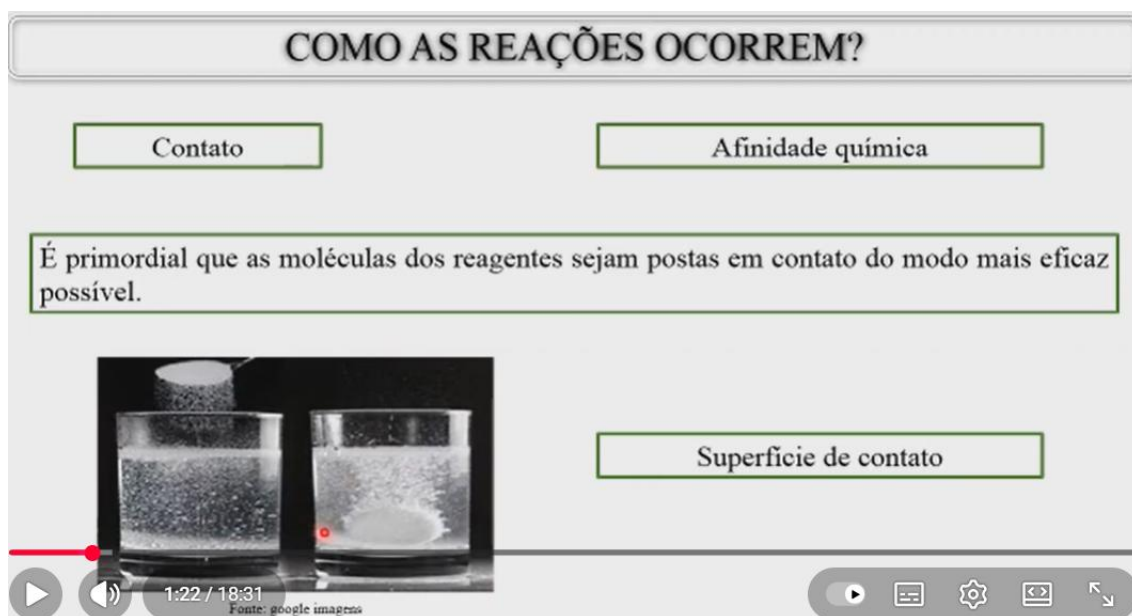 COMO AS REAÇÕES OCORREM?
Contato
Afinidade química
É primordial que as moléculas dos reagentes sejam postas em contato do modo mais eficaz
possível.
Superfície de contato
1:22 / 18:31
Fonte: google imagens